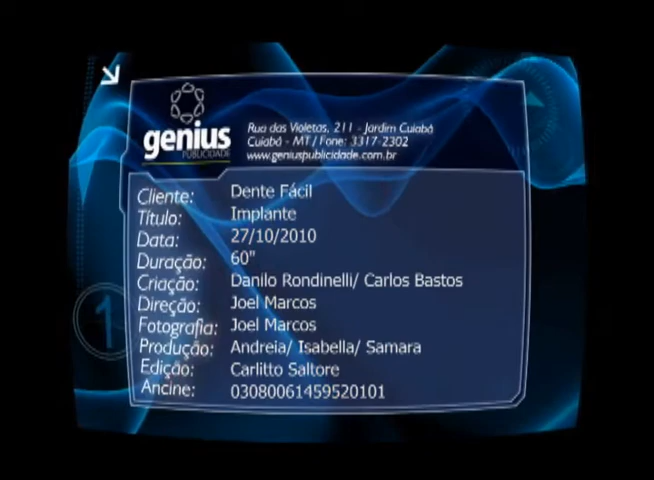 genius
PUBLICIDADE
Rua das Violetas, 211 - Jardim Cuiabá
Cuiabá - MT / Fone: 3317-2302
www.geniuspublicidade.com.br
Cliente: Dente Fácil
Título: Implante
Data: 27/10/2010
Duração: 60"
Criação: Danilo Rondinelli/ Carlos Bastos
Direção: Joel Marcos
Fotografia: Joel Marcos
Produção: Andreia/ Isabella/ Samara
Edição: Carlitto Saltore
Ancine: 03080061459520101
1